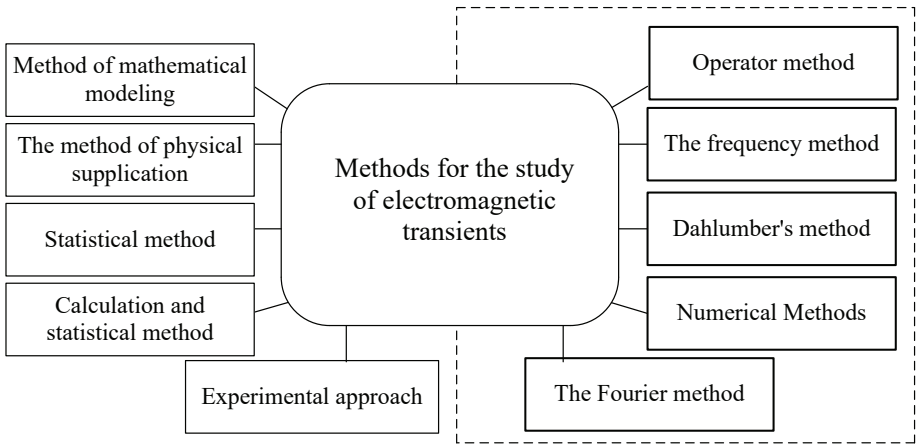 Method of mathematical
modeling
The method of physical
supplication
Statistical method
Calculation and
statistical method
Experimental approach
Methods for the study
of electromagnetic
transients
Operator method
The frequency method
Dahlumber's method
Numerical Methods
The Fourier method